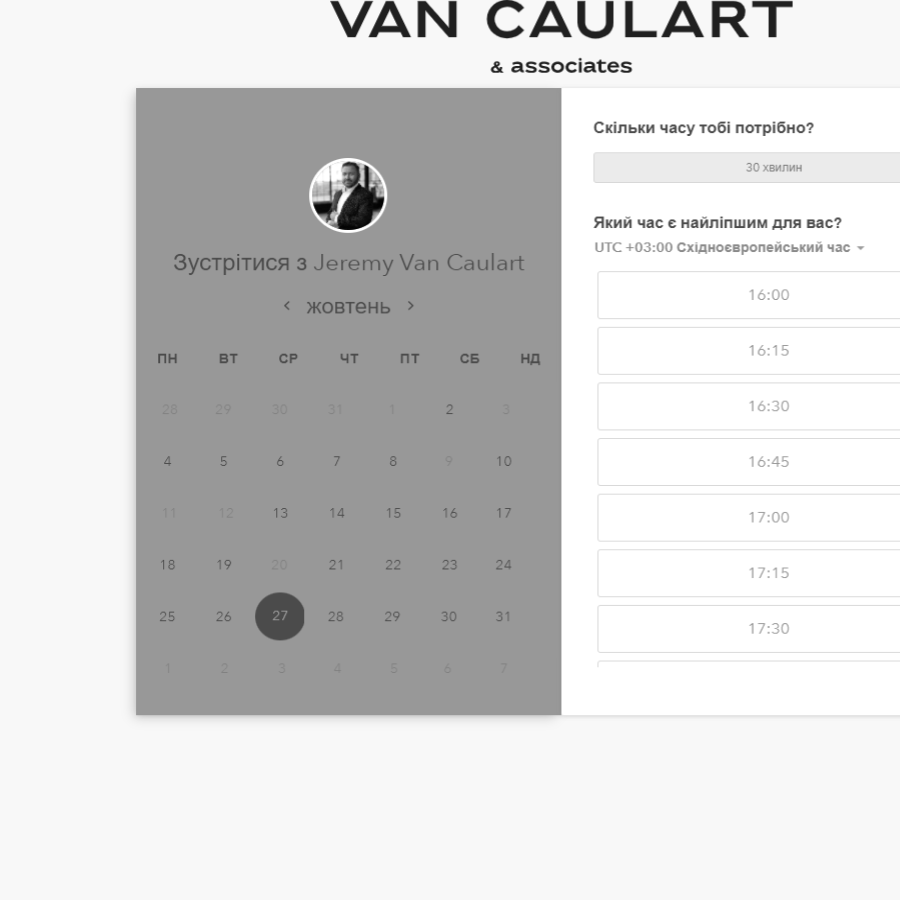 VAN CAULART
& associates
Зустрітися з Jeremy Van Caulart
жовтень
ПН ВТ СР ЧТ ПТ СБ НД
28 29 30 31 1 2 3
4 5 6 7 8 9 10
11 12 13 14 15 16 17
18 19 20 21 22 23 24
25 26 27 28 29 30 31
1 2 3 4 5 6 7
Скільки часу тобі потрібно?
30 хвилин
Який час є найліпшим для вас?
UTC +03:00 Східноєвропейський час
16:00
16:15
16:30
16:45
17:00
17:15
17:30